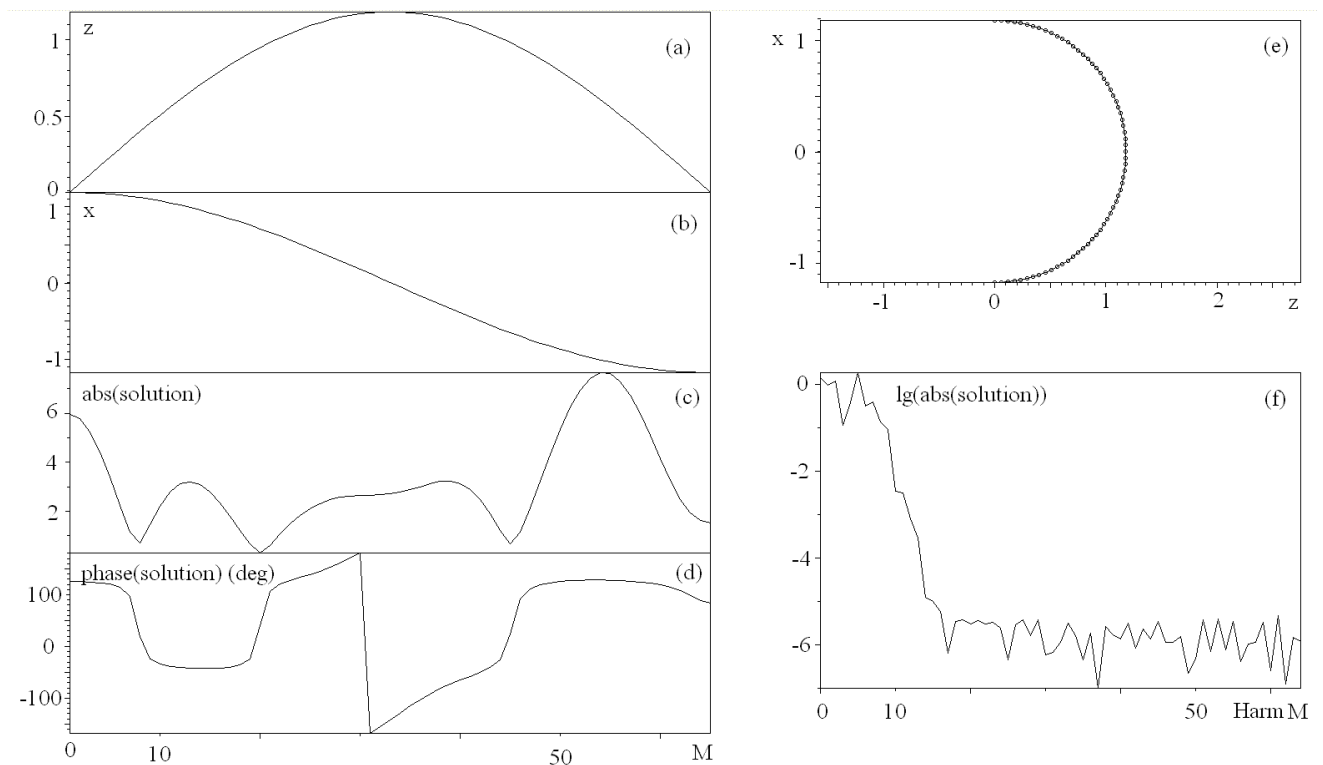 z
(a)
1
0.5
0
x
(b)
1
0
-1
abs(solution)
(c)
6
4
2
phase(solution) (deg)
(d)
100
0
-100
0 10 50 M
x
(e)
1
0
-1
-1 0 1 2 z
lg(abs(solution))
(f)
0
-2
-4
-6
0 10 50 Harm M